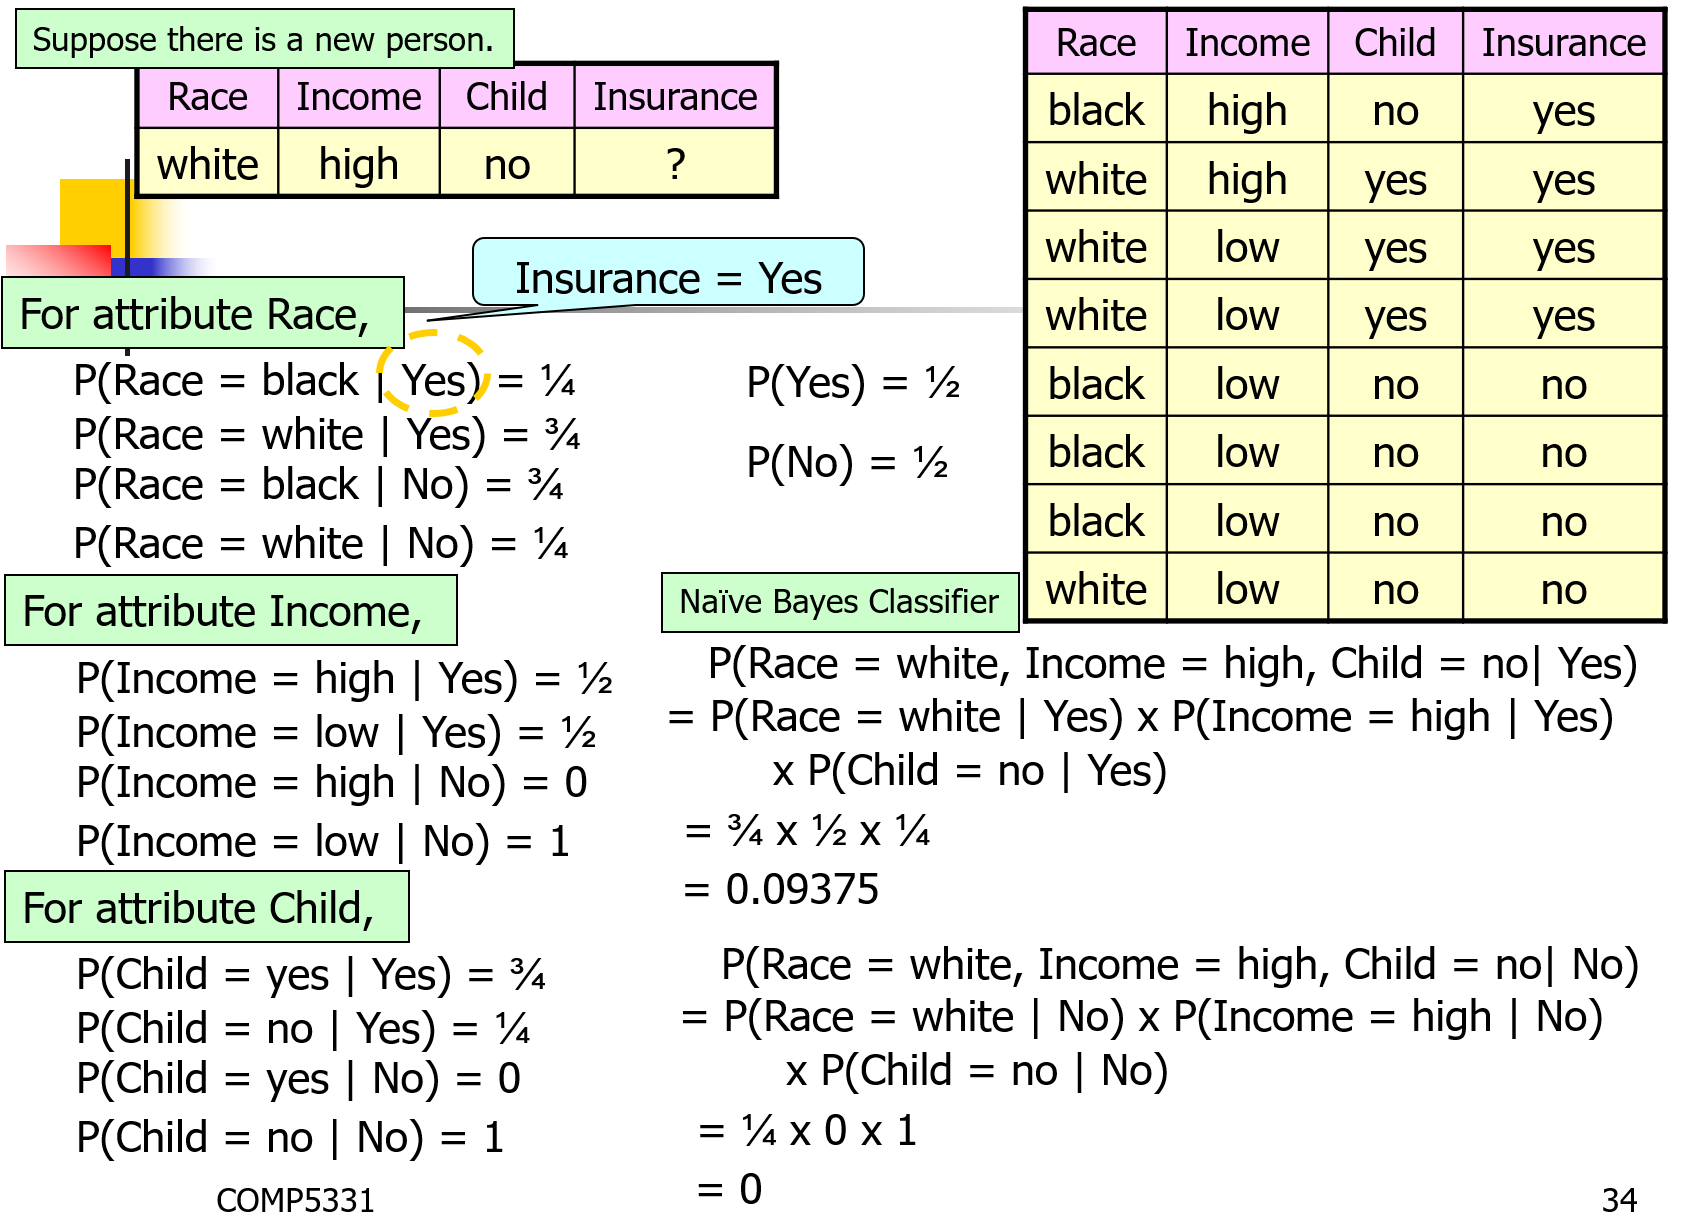 Suppose there is a new person.
Race Income Child Insurance
white high no ?
Race Income Child Insurance
black high no yes
white high yes yes
white low yes yes
white low yes yes
black low no no
black low no no
black low no no
white low no no
Insurance = Yes
For attribute Race,
P(Race = black | Yes) = ¼
P(Race = white | Yes) = ¾
P(Race = black | No) = ¾
P(Race = white | No) = ¼
P(Yes) = ½
P(No) = ½
For attribute Income,
P(Income = high | Yes) = ½
P(Income = low | Yes) = ½
P(Income = high | No) = 0
P(Income = low | No) = 1
For attribute Child,
P(Child = yes | Yes) = ¾
P(Child = no | Yes) = ¼
P(Child = yes | No) = 0
P(Child = no | No) = 1
Naïve Bayes Classifier
P(Race = white, Income = high, Child = no| Yes)
= P(Race = white | Yes) x P(Income = high | Yes)
x P(Child = no | Yes)
= ¾ x ½ x ¼
= 0.09375
P(Race = white, Income = high, Child = no| No)
= P(Race = white | No) x P(Income = high | No)
x P(Child = no | No)
= ¼ x 0 x 1
= 0
COMP5331
34